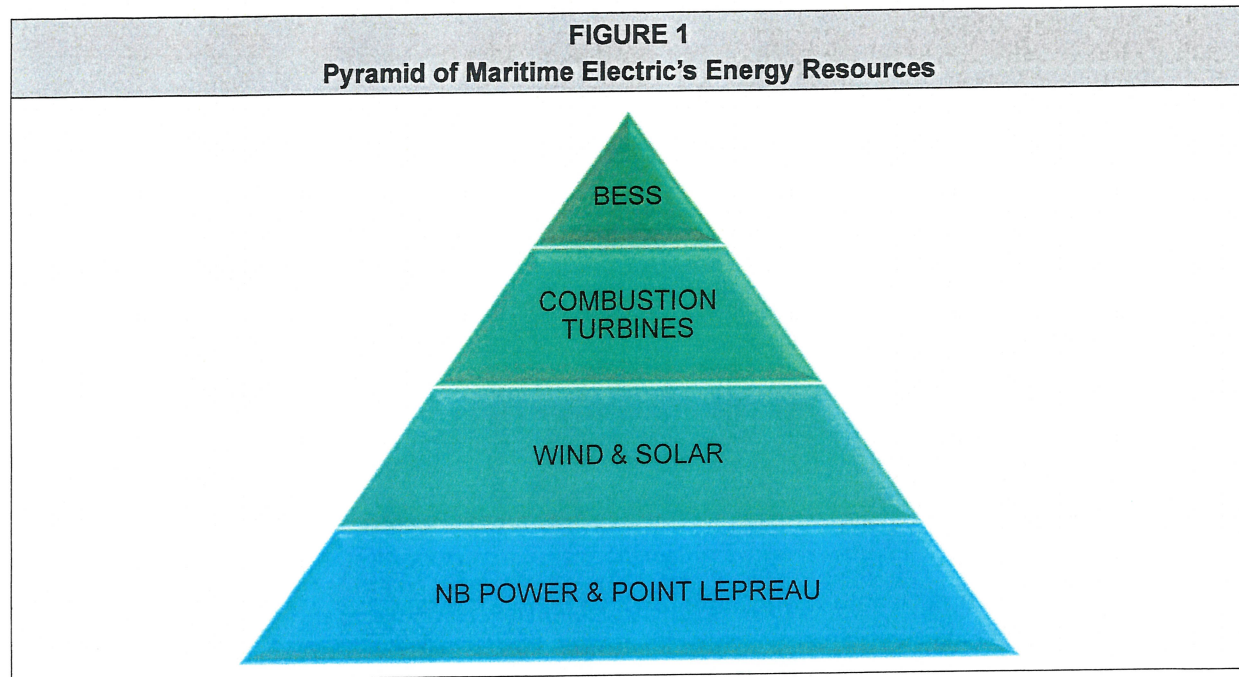 FIGURE 1
Pyramid of Maritime Electric's Energy Resources
BESS
COMBUSTION
TURBINES
WIND & SOLAR
NB POWER & POINT LEPREAU